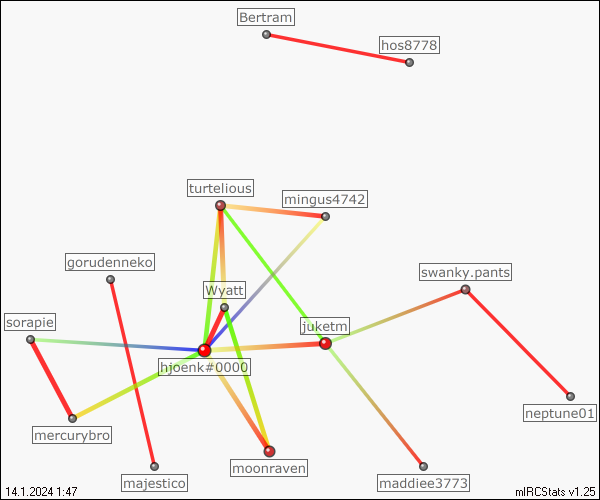 Bertram
hos8778
turtelious
mingus4742
gorudenneko
swanky.pants
Wyatt
sorapie
juketm
hjoenk#0000
neptune01
mercurybro
moonraven
majestico
maddiee3773
14.1.2024 1:47
mIRCStats v1.25